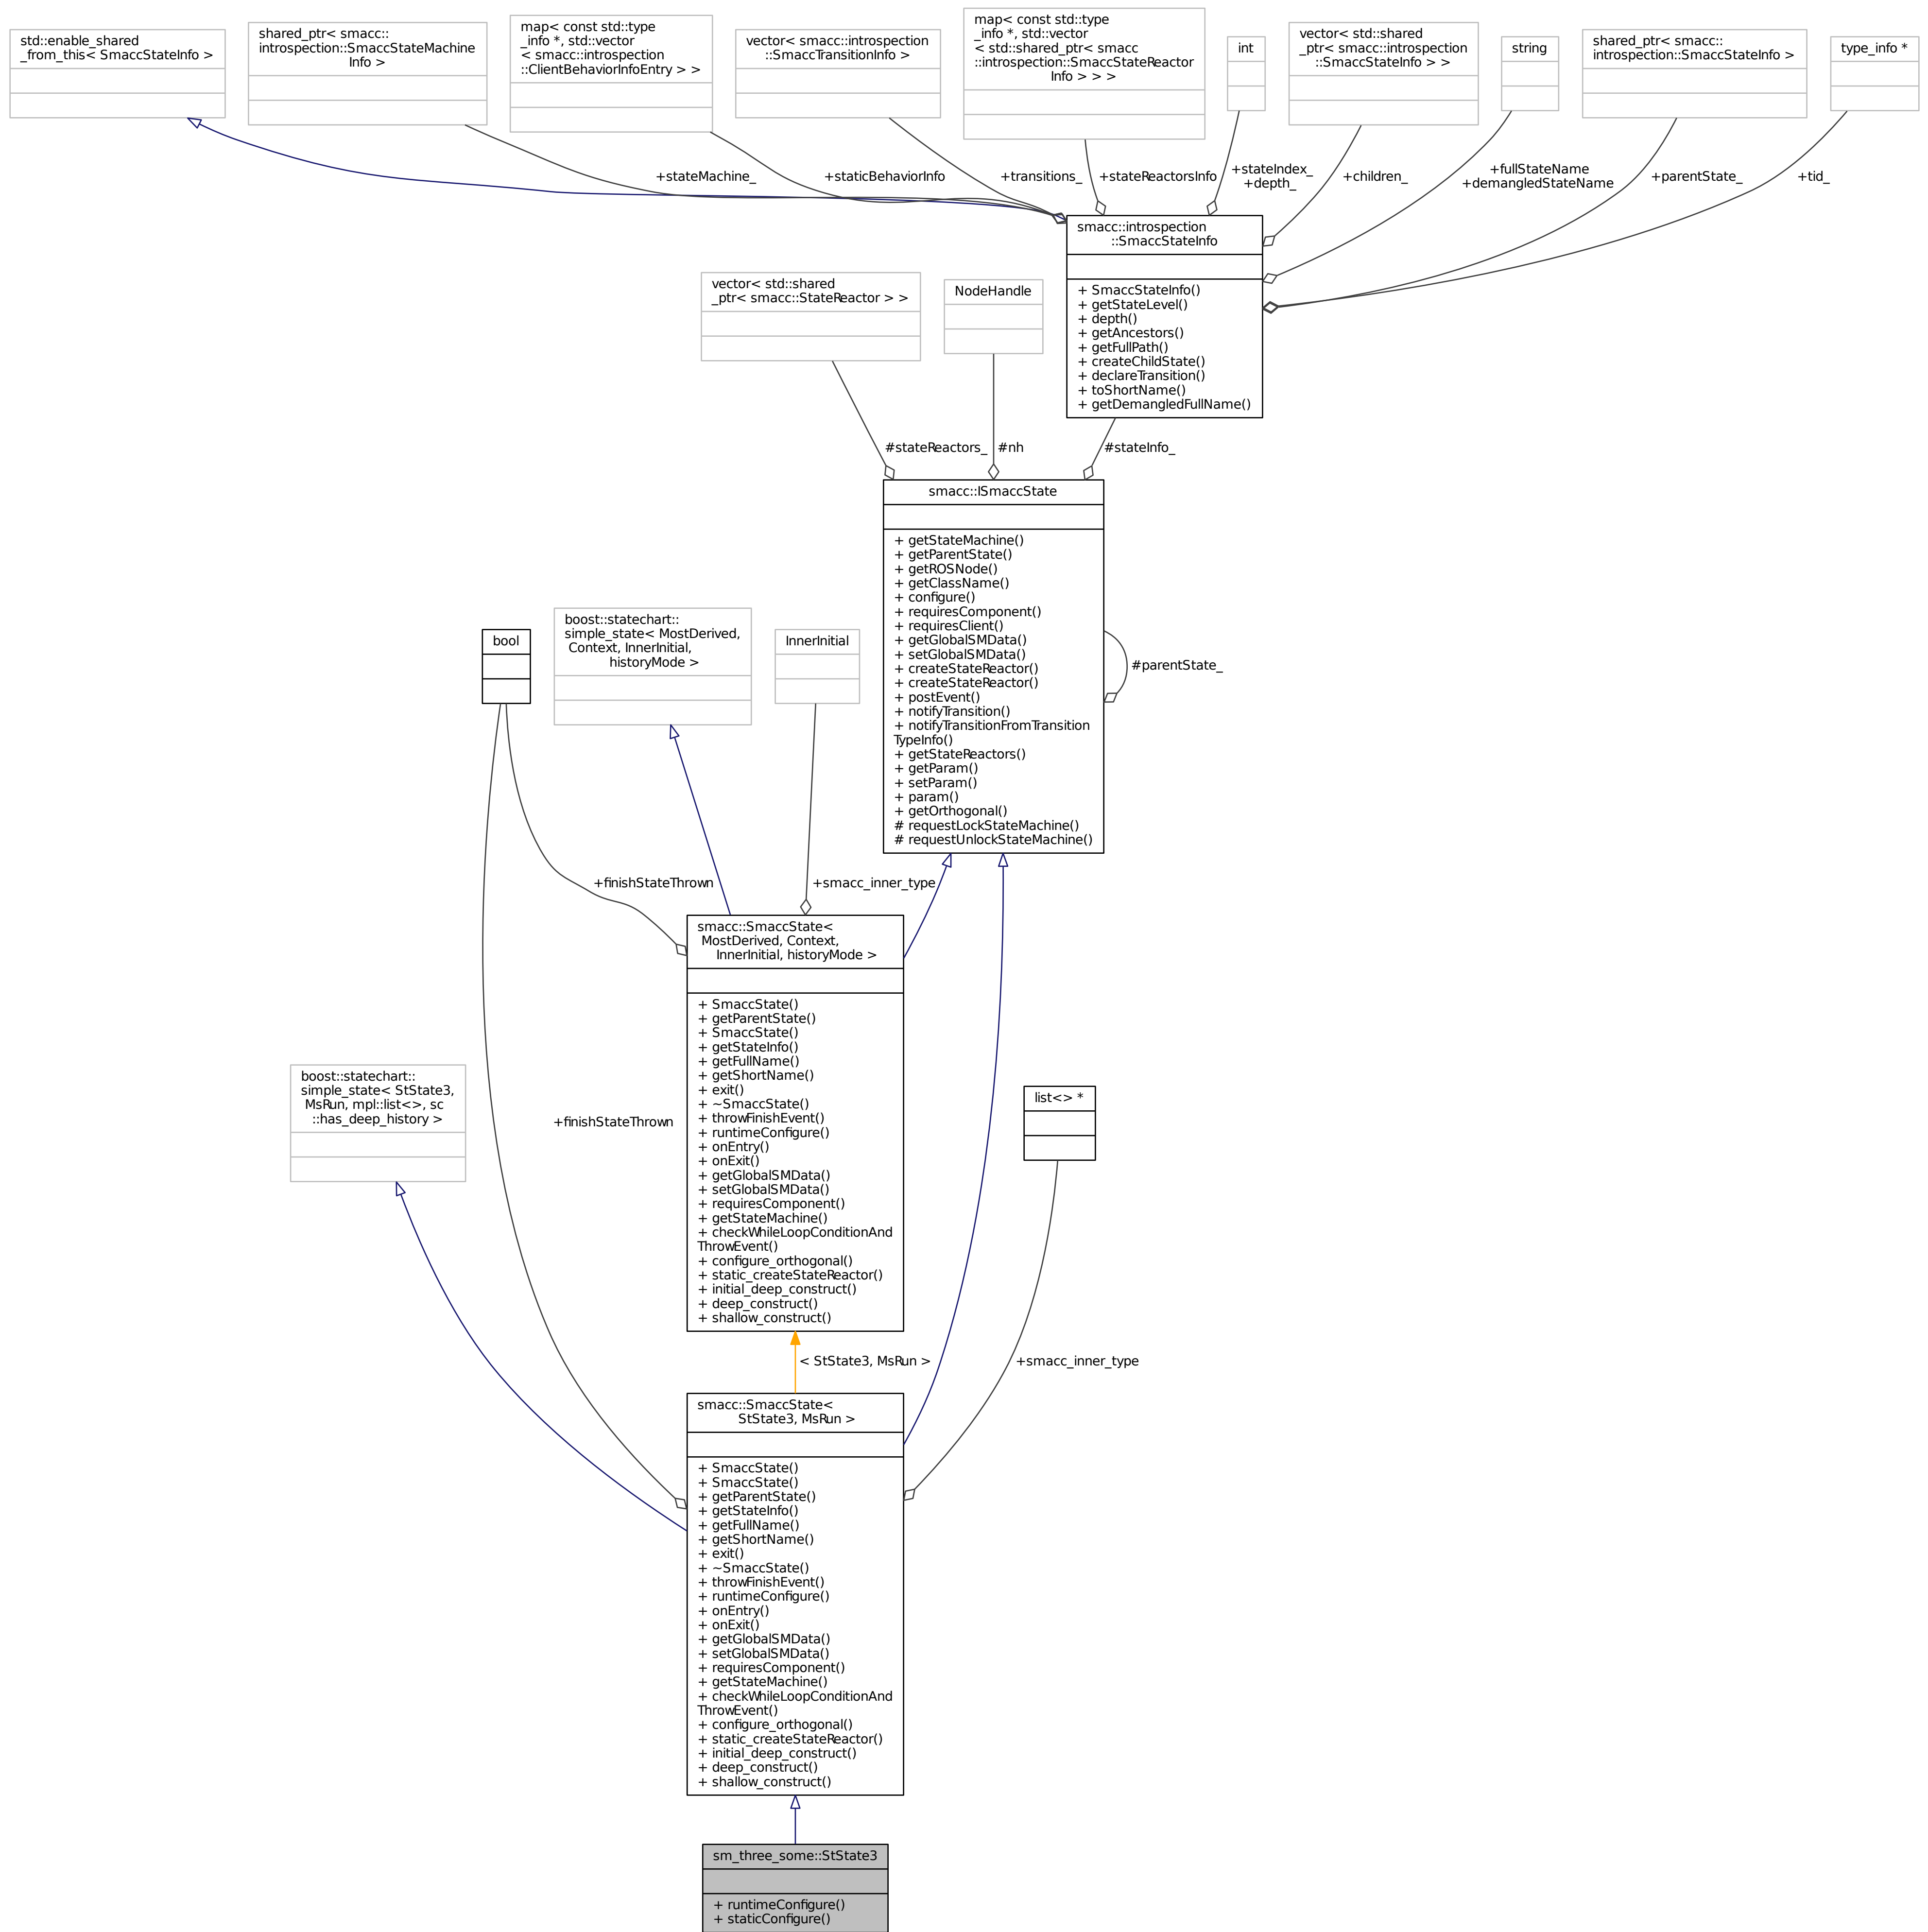 std::enable_shared
_from_this< SmaccStateInfo >
shared_ptr< smacc::
introspection::SmaccStateMachine
Info >
map< const std::type
_info *, std::vector
< smacc::introspection
::ClientBehaviorInfoEntry > >
vector< smacc::introspection
::SmaccTransitionInfo >
map< const std::type
_info *, std::vector
< std::shared_ptr< smacc
::introspection::SmaccStateReactor
Info > > >
int
vector< std::shared
_ptr< smacc::introspection
::SmaccStateInfo > >
string
shared_ptr< smacc::
introspection::SmaccStateInfo >
type_info *
+stateMachine_
+staticBehaviorInfo
+transitions_
+stateReactorsInfo
+stateIndex_
+depth_
+children_
+fullStateName
+demangledStateName
+parentState_
+tid_
smacc::introspection
::SmaccStateInfo
+ SmaccStateInfo()
+ getStateLevel()
+ depth()
+ getAncestors()
+ getFullPath()
+ createChildState()
+ declareTransition()
+ toShortName()
+ getDemangledFullName()
vector< std::shared
_ptr< smacc::StateReactor > >
NodeHandle
#stateReactors_
#nh
#stateInfo_
smacc::ISmaccState
+ getStateMachine()
+ getParentState()
+ getROSNode()
+ getClassName()
+ configure()
+ requiresComponent()
+ requiresClient()
+ getGlobalSMData()
+ setGlobalSMData()
+ createStateReactor()
+ createStateReactor()
+ postEvent()
+ notifyTransition()
+ notifyTransitionFromTransition
TypeInfo()
+ getStateReactors()
+ getParam()
+ setParam()
+ param()
+ getOrthogonal()
# requestLockStateMachine()
# requestUnlockStateMachine()
#parentState_
bool
boost::statechart::
simple_state< MostDerived,
Context, InnerInitial,
historyMode >
InnerInitial
+finishStateThrown
+smacc_inner_type
smacc::SmaccState<
MostDerived, Context,
InnerInitial, historyMode >
+ SmaccState()
+ getParentState()
+ SmaccState()
+ getStateInfo()
+ getFullName()
+ getShortName()
+ exit()
+ ~SmaccState()
+ throwFinishEvent()
+ runtimeConfigure()
+ onEntry()
+ onExit()
+ getGlobalSMData()
+ setGlobalSMData()
+ requiresComponent()
+ getStateMachine()
+ checkWhileLoopConditionAnd
ThrowEvent()
+ configure_orthogonal()
+ static_createStateReactor()
+ initial_deep_construct()
+ deep_construct()
+ shallow_construct()
boost::statechart::
simple_state< StState3,
MsRun, mpl::list<>, sc
::has_deep_history >
+finishStateThrown
list<> *
< StState3, MsRun >
+smacc_inner_type
smacc::SmaccState<
StState3, MsRun >
+ SmaccState()
+ SmaccState()
+ getParentState()
+ getStateInfo()
+ getFullName()
+ getShortName()
+ exit()
+ ~SmaccState()
+ throwFinishEvent()
+ runtimeConfigure()
+ onEntry()
+ onExit()
+ getGlobalSMData()
+ setGlobalSMData()
+ requiresComponent()
+ getStateMachine()
+ checkWhileLoopConditionAnd
ThrowEvent()
+ configure_orthogonal()
+ static_createStateReactor()
+ initial_deep_construct()
+ deep_construct()
+ shallow_construct()
sm_three_some::StState3
+ runtimeConfigure()
+ staticConfigure()